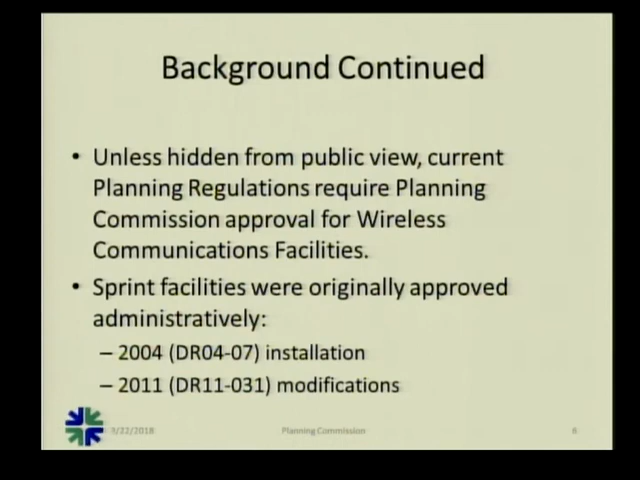 Background Continued
• Unless hidden from public view, current
Planning Regulations require Planning
Commission approval for Wireless
Communications Facilities.
• Sprint facilities were originally approved
administratively:
– 2004 (DR04-07) installation
– 2011 (DR11-031) modifications
3/22/2018
Planning Commission
6